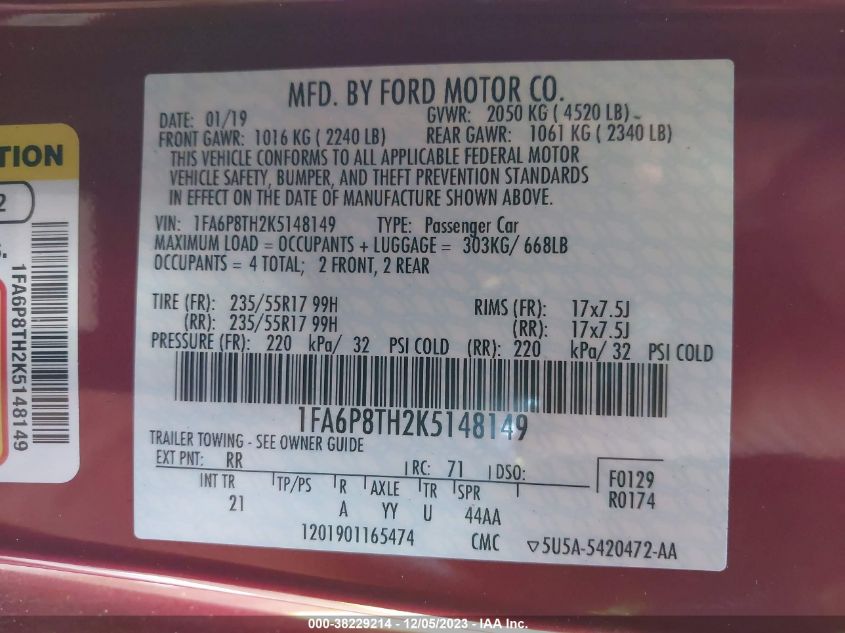 MFD. BY FORD MOTOR CO.
DATE: 01/19 GVWR: 2050 KG ( 4520 LB)
FRONT GAWR: 1016 KG ( 2240 LB) REAR GAWR: 1061 KG ( 2340 LB)
THIS VEHICLE CONFORMS TO ALL APPLICABLE FEDERAL MOTOR
VEHICLE SAFETY, BUMPER, AND THEFT PREVENTION STANDARDS
IN EFFECT ON THE DATE OF MANUFACTURE SHOWN ABOVE.
VIN: 1FA6P8TH2K5148149 TYPE: Passenger Car
MAXIMUM LOAD = OCCUPANTS + LUGGAGE = 303KG/ 668LB
OCCUPANTS = 4 TOTAL; 2 FRONT, 2 REAR
TIRE (FR): 235/55R17 99H RIMS (FR): 17x7.5J
(RR): 235/55R17 99H (RR): 17x7.5J
PRESSURE (FR): 220 kPa/ 32 PSI COLD (RR): 220 kPa/ 32 PSI COLD
1FA6P8TH2K5148149
TRAILER TOWING - SEE OWNER GUIDE
EXT PNT: RR RC: 71 DSO: F0129
INT TR TP/PS R AXLE TR SPR R0174
21 A YY U 44AA
1201901165474 CMC ▽5U5A-5420472-AA
TION
2
1FA6P8TH2K5148149
000-38229214 - 12/05/2023 - IAA Inc.